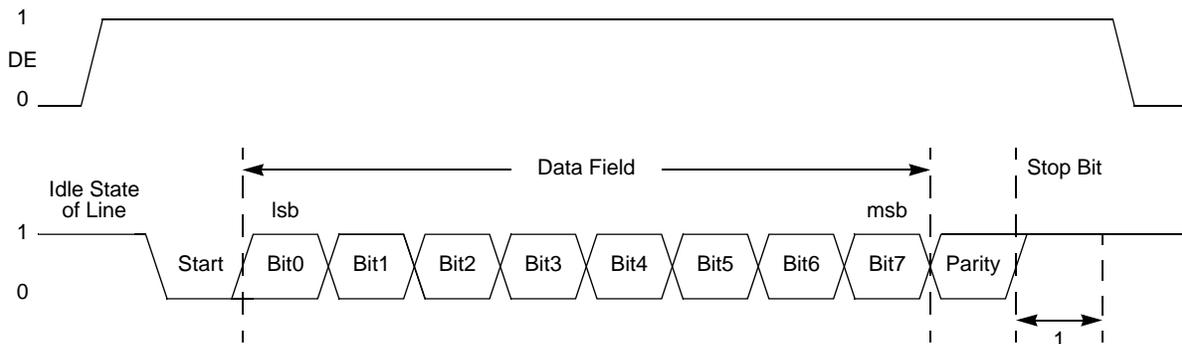 1
DE
0
Data Field
Stop Bit
Idle State
of Line
lsb
msb
1
Start
Bit0
Bit1
Bit2
Bit3
Bit4
Bit5
Bit6
Bit7
Parity
0
1